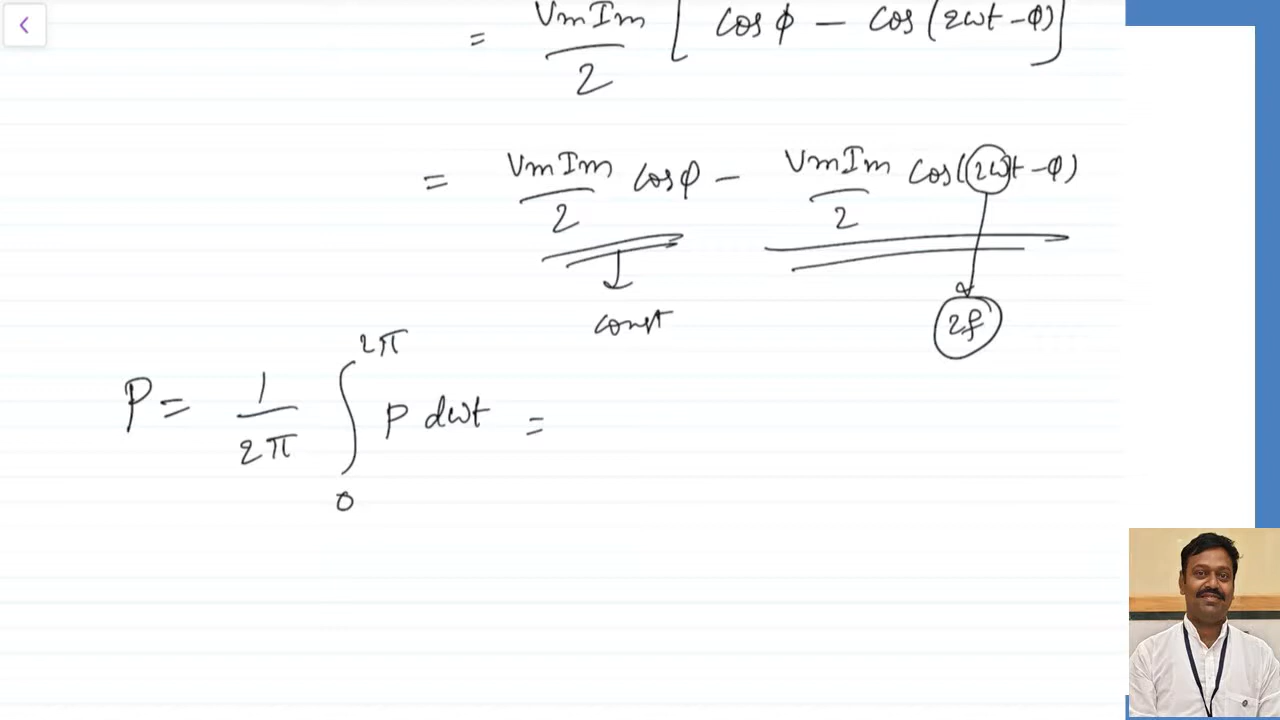 = VmIm/2 [ cos φ − cos (2ωt − φ) ]
= VmIm/2 cos φ − VmIm/2 cos(2ωt − φ)
const 2f
P = 1/2π ∫₀^2π p dωt =